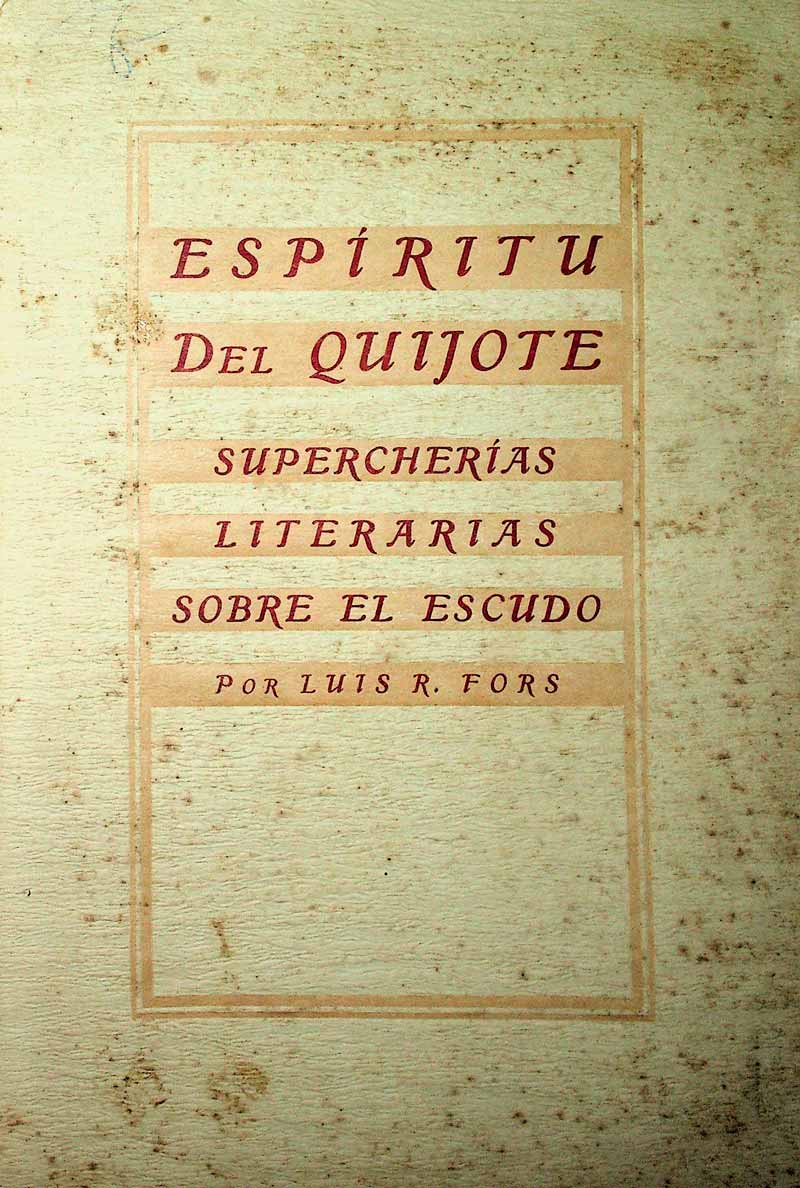 ESPÍRITU
DEL QUIJOTE
SUPERCHERÍAS
LITERARIAS
SOBRE EL ESCUDO
POR LUIS R. FORS